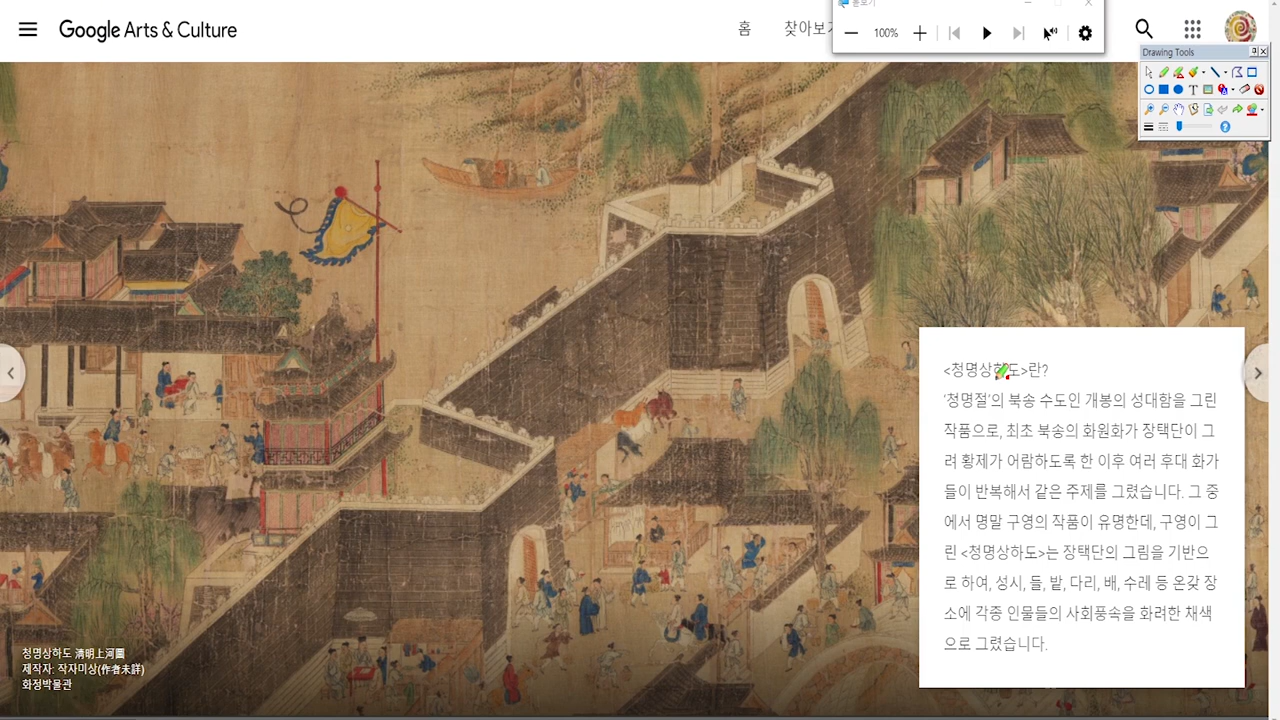 Google Arts & Culture
홈
찾아보기
돋보기
100%
Drawing Tools
<청명상하도>란?
'청명절'의 북송 수도인 개봉의 성대함을 그린
작품으로, 최초 북송의 화원화가 장택단이 그
려 황제가 어람하도록 한 이후 여러 후대 화가
들이 반복해서 같은 주제를 그렸습니다. 그 중
에서 명말 구영의 작품이 유명한데, 구영이 그
린 <청명상하도>는 장택단의 그림을 기반으
로 하여, 성시, 들, 밭, 다리, 배, 수레 등 온갖 장
소에 각종 인물들의 사회풍속을 화려한 채색
으로 그렸습니다.
청명상하도 淸明上河圖
제작자: 작자미상(作者未詳)
화정박물관